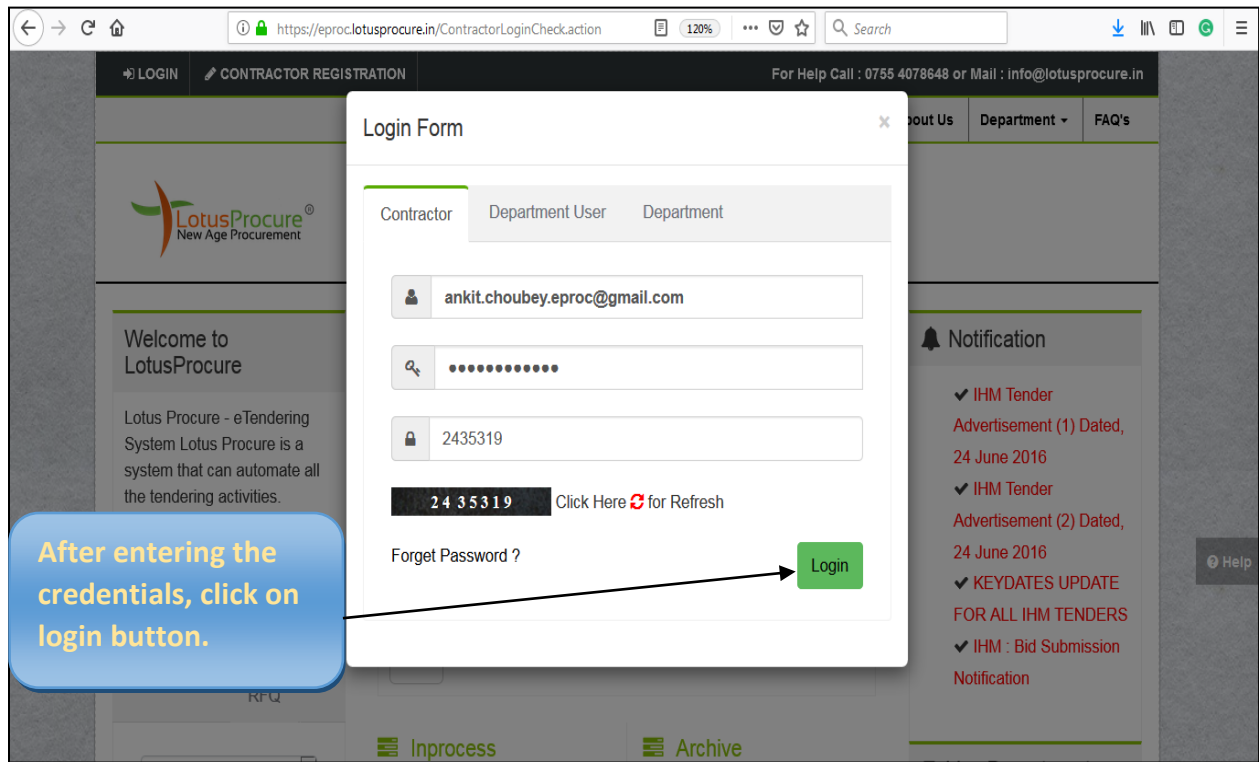 https://eproc.lotusprocure.in/ContractorLoginCheck.action
120%
Search
LOGIN
CONTRACTOR REGISTRATION
For Help Call : 0755 4078648 or Mail : info@lotusprocure.in
bout Us
Department
FAQ's
Login Form
×
LotusProcure®
New Age Procurement
Contractor
Department User
Department
ankit.choubey.eproc@gmail.com
••••••••••••
2435319
2435319
Click Here for Refresh
Forget Password ?
Login
Welcome to
LotusProcure
Lotus Procure - eTendering
System Lotus Procure is a
system that can automate all
the tendering activities.
After entering the
credentials, click on
login button.
RFQ
Notification
IHM Tender
Advertisement (1) Dated,
24 June 2016
IHM Tender
Advertisement (2) Dated,
24 June 2016
KEYDATES UPDATE
FOR ALL IHM TENDERS
IHM : Bid Submission
Notification
Help
Inprocess
Archive